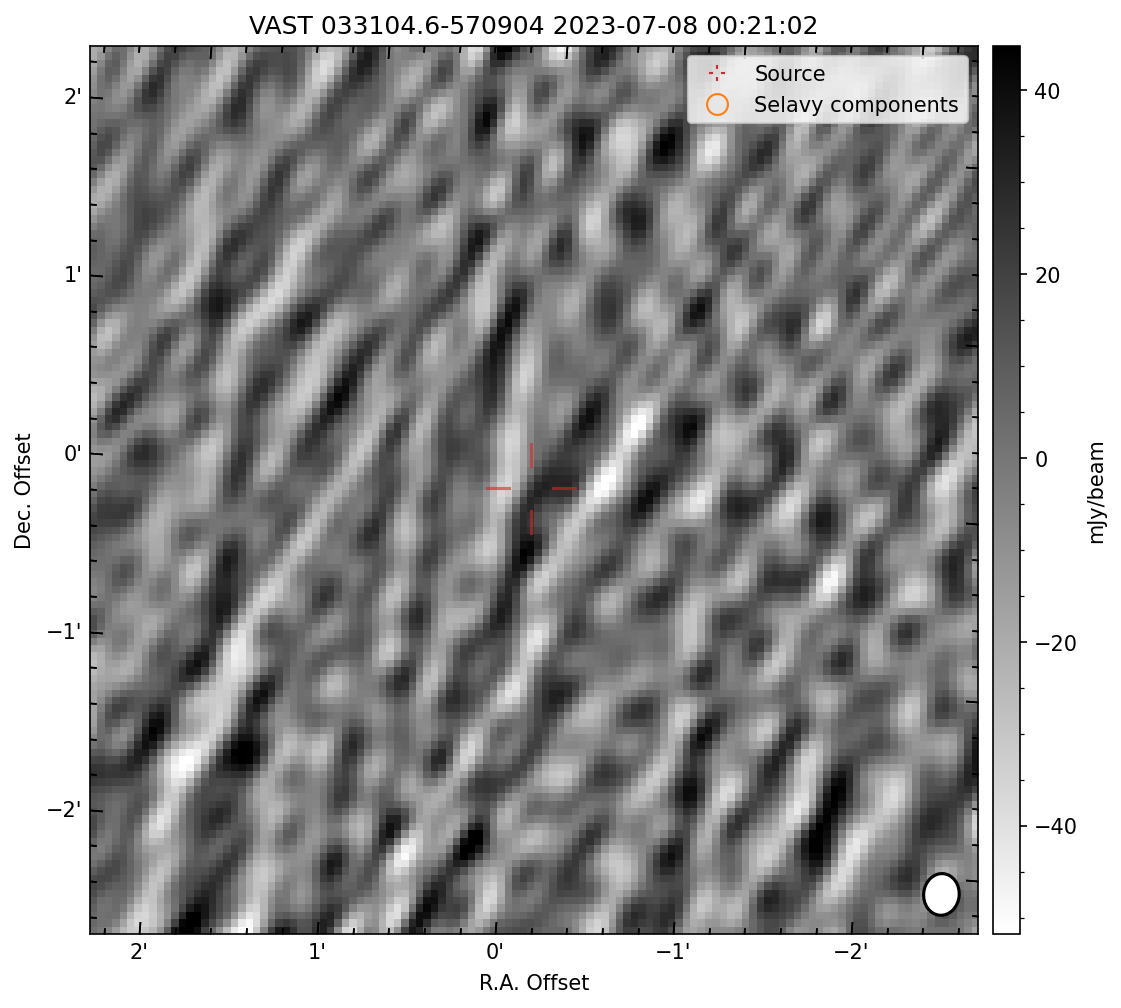 VAST 033104.6-570904 2023-07-08 00:21:02
Source
Selavy components
2'
1'
0'
−1'
−2'
Dec. Offset
2'
1'
0'
−1'
−2'
R.A. Offset
40
20
0
−20
−40
mJy/beam